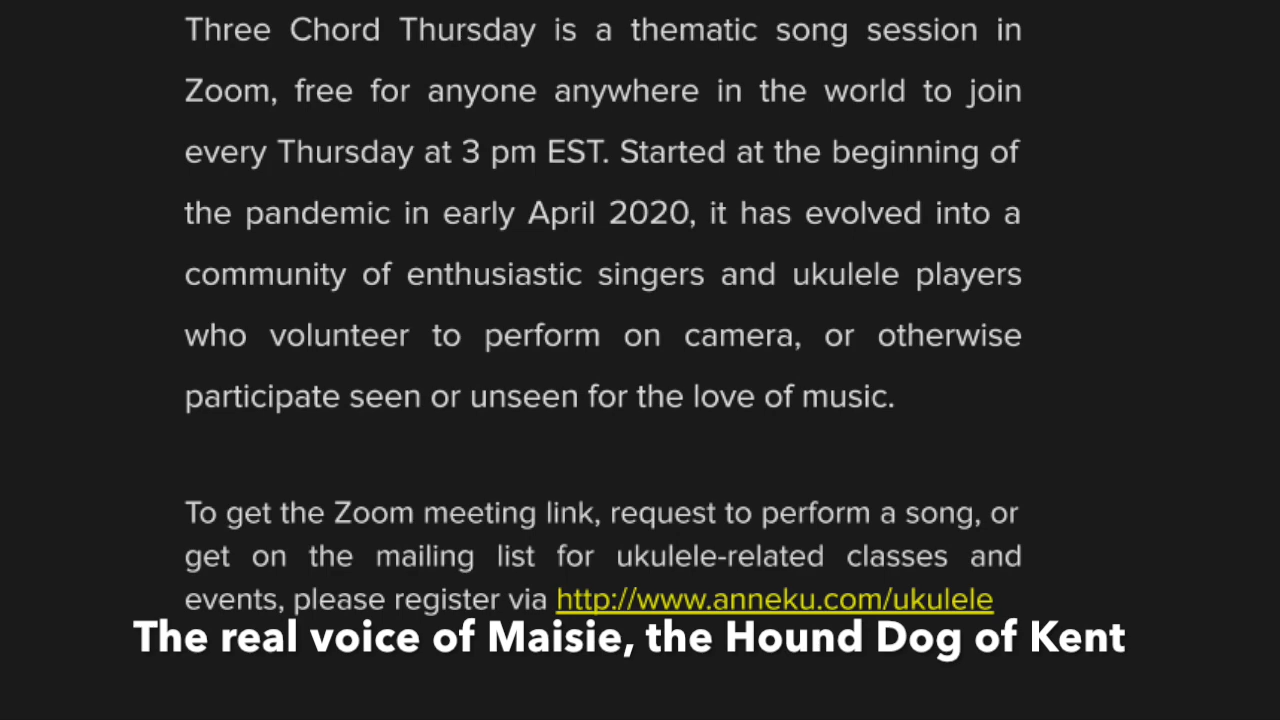 Three Chord Thursday is a thematic song session in
Zoom, free for anyone anywhere in the world to join
every Thursday at 3 pm EST. Started at the beginning of
the pandemic in early April 2020, it has evolved into a
community of enthusiastic singers and ukulele players
who volunteer to perform on camera, or otherwise
participate seen or unseen for the love of music.
To get the Zoom meeting link, request to perform a song, or
get on the mailing list for ukulele-related classes and
events, please register via http://www.anneku.com/ukulele
The real voice of Maisie, the Hound Dog of Kent